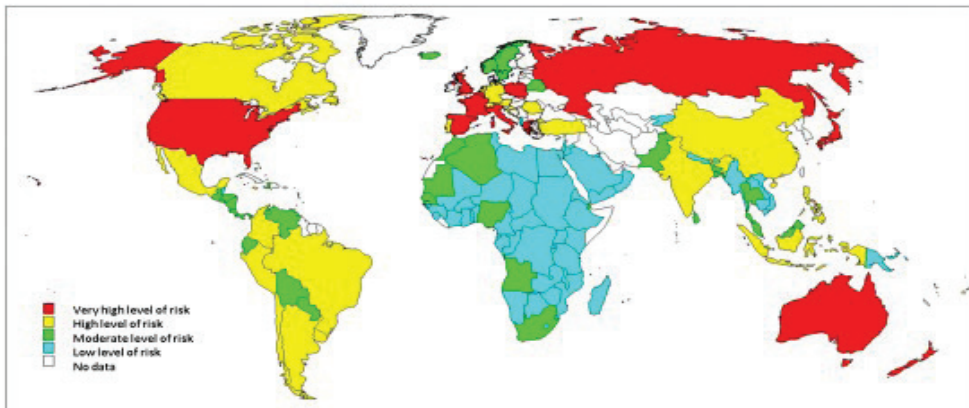 Very high level of risk
High level of risk
Moderate level of risk
Low level of risk
No data